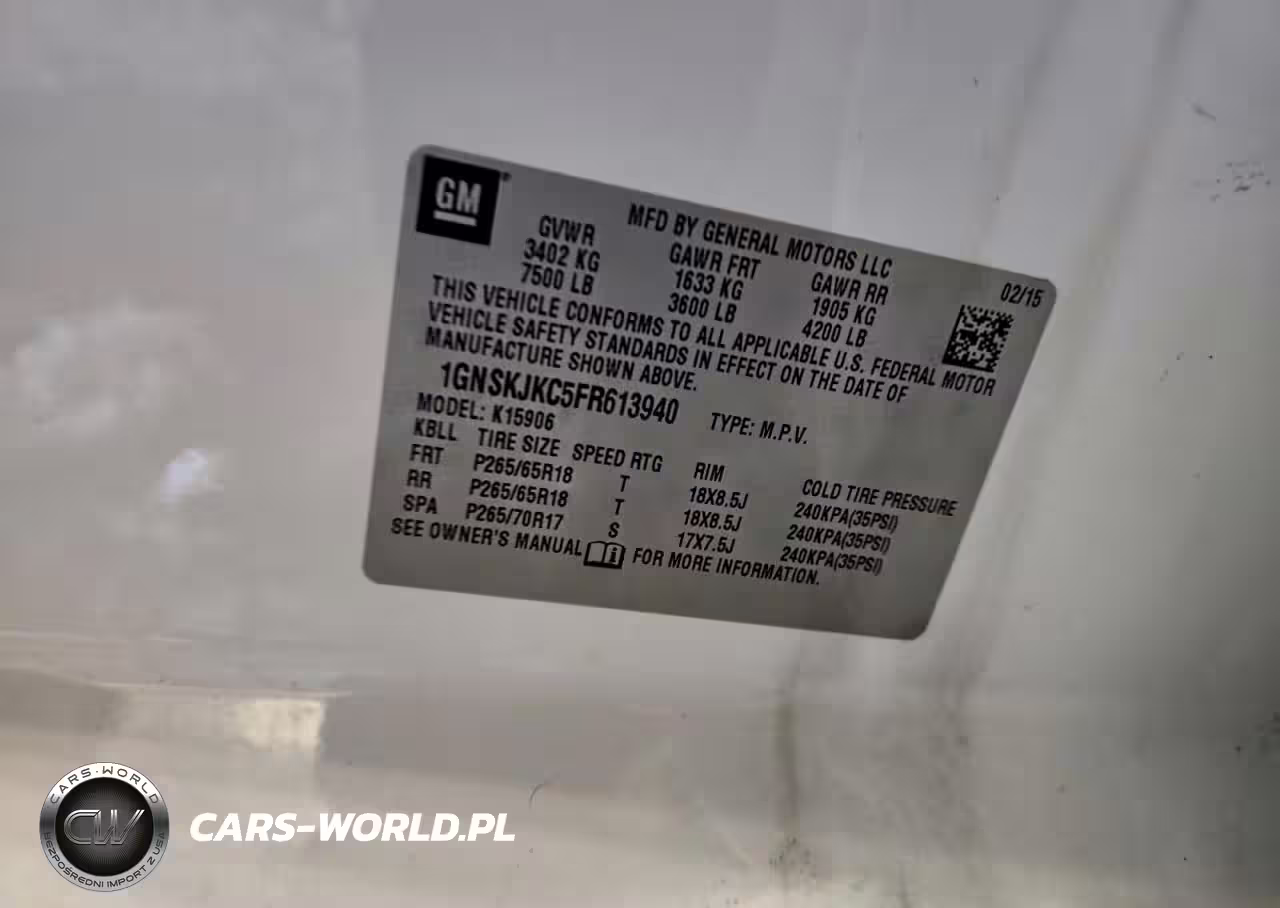 GM
MFD BY GENERAL MOTORS LLC
02/15
GVWR GAWR FRT GAWR RR
3402 KG 1633 KG 1905 KG
7500 LB 3600 LB 4200 LB
THIS VEHICLE CONFORMS TO ALL APPLICABLE U.S. FEDERAL MOTOR
VEHICLE SAFETY STANDARDS IN EFFECT ON THE DATE OF
MANUFACTURE SHOWN ABOVE.
1GNSKJKC5FR613940 TYPE: M.P.V.
MODEL: K15906
KBLL TIRE SIZE SPEED RTG RIM COLD TIRE PRESSURE
FRT P265/65R18 T 18X8.5J 240KPA(35PSI)
RR P265/65R18 T 18X8.5J 240KPA(35PSI)
SPA P265/70R17 S 17X7.5J 240KPA(35PSI)
SEE OWNER'S MANUAL i FOR MORE INFORMATION.
CARS-WORLD
CW
BEZPOŚREDNI IMPORT Z USA
CARS-WORLD.PL